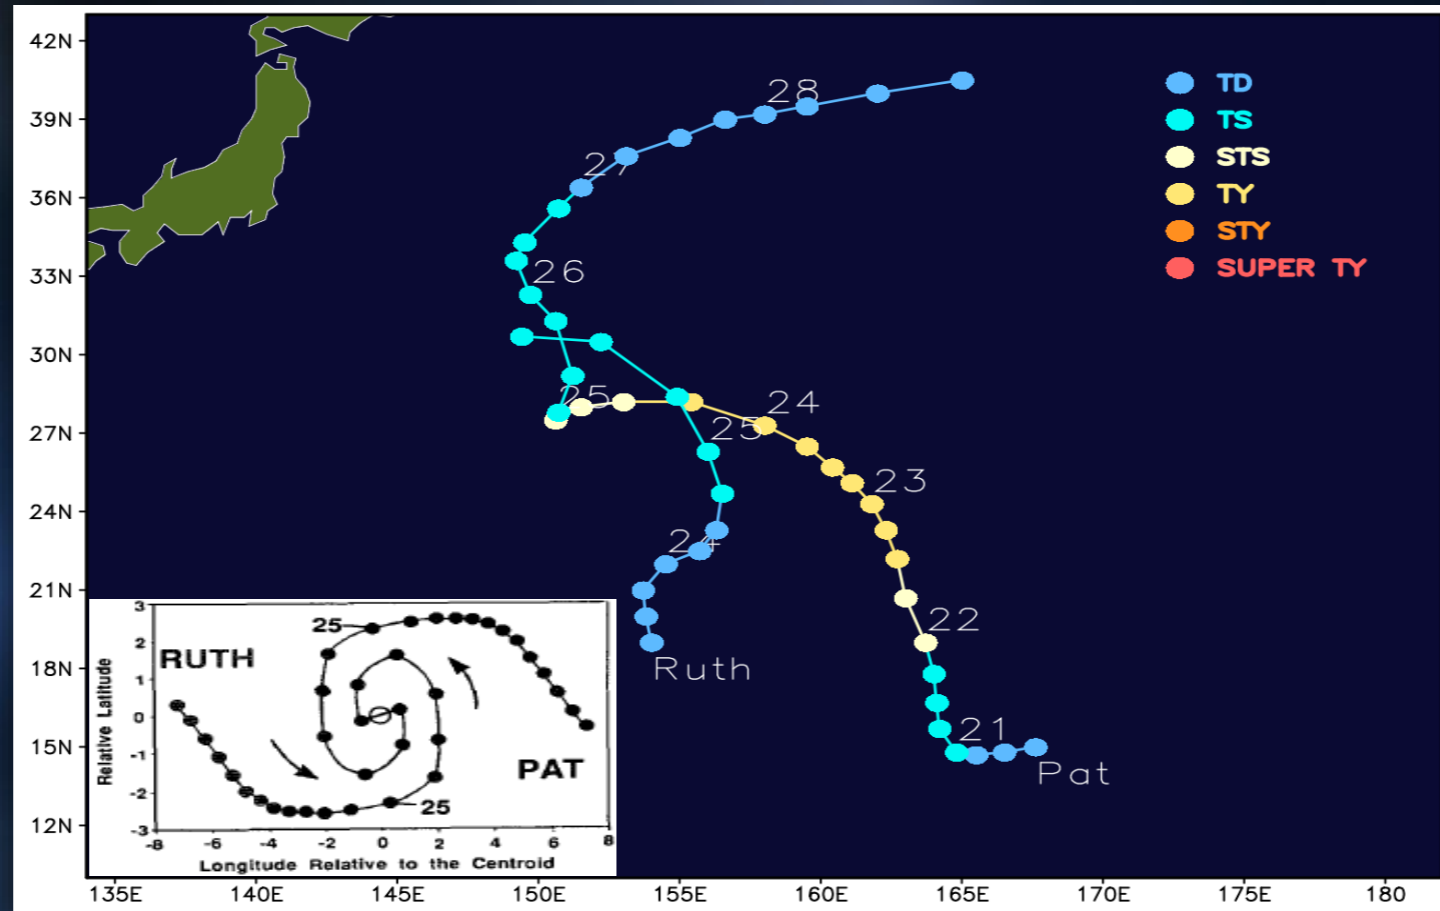 42N
39N
36N
33N
30N
27N
24N
21N
18N
15N
12N
135E
140E
145E
150E
155E
160E
165E
170E
175E
180
TD
TS
STS
TY
STY
SUPER TY
28
27
26
25
24
25
23
24
22
21
Ruth
Pat
RUTH
PAT
25
25
Relative Latitude
3
2
1
0
-1
-2
-3
-8
-6
-4
-2
0
2
4
6
8
Longitude Relative to the Centroid